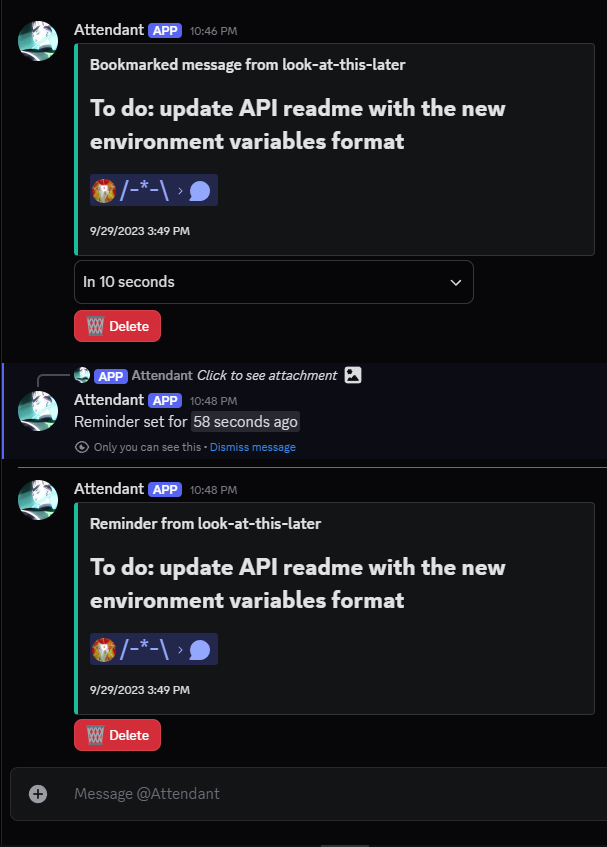 Attendant APP 10:46 PM
Bookmarked message from look-at-this-later
To do: update API readme with the new
environment variables format
/-*-\ ›
9/29/2023 3:49 PM
In 10 seconds
Delete
APP Attendant Click to see attachment
Attendant APP 10:48 PM
Reminder set for 58 seconds ago
Only you can see this • Dismiss message
Attendant APP 10:48 PM
Reminder from look-at-this-later
To do: update API readme with the new
environment variables format
/-*-\ ›
9/29/2023 3:49 PM
Delete
Message @Attendant